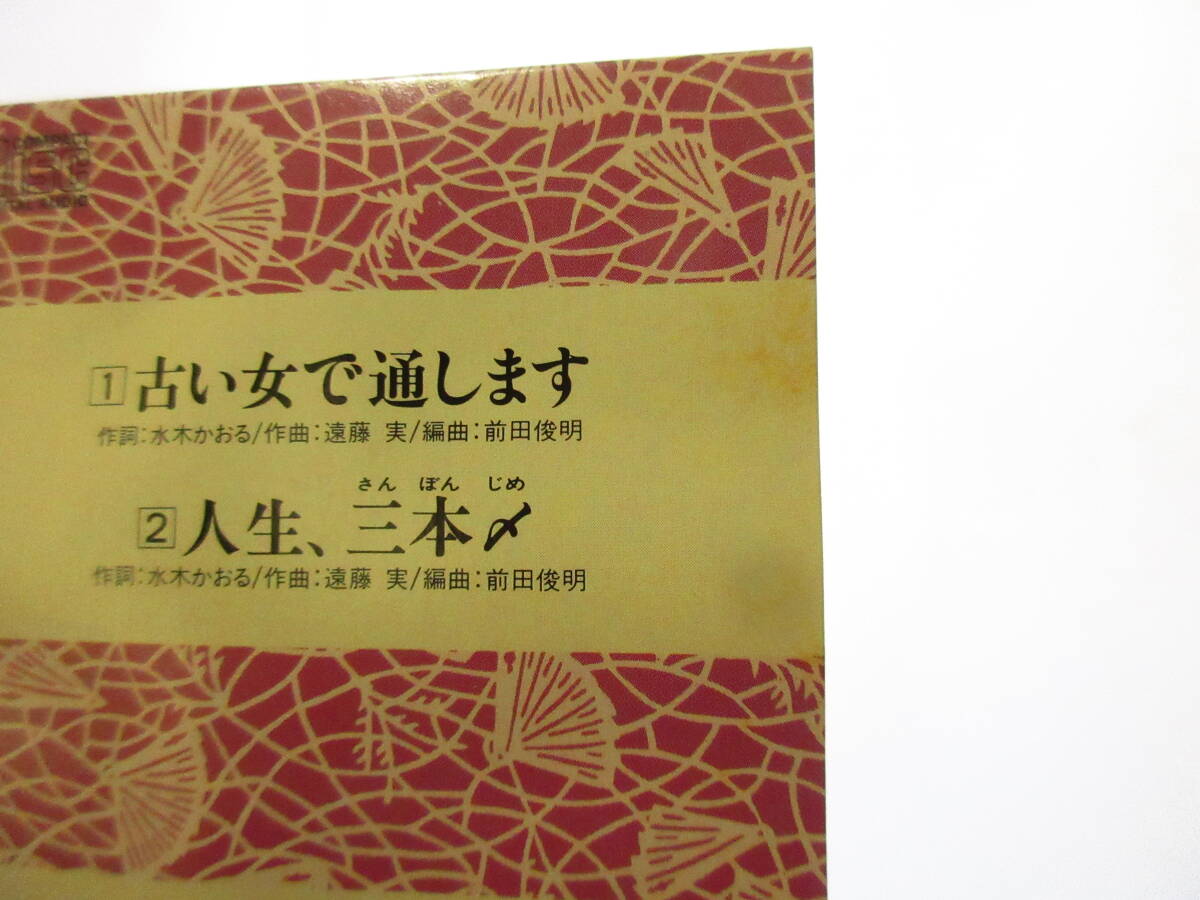 DISC
AUDIO
1 古い女で通します
作詞:水木かおる/作曲:遠藤 実/編曲:前田俊明
さん ぼん じめ
2 人生、三本〆
作詞:水木かおる/作曲:遠藤 実/編曲:前田俊明